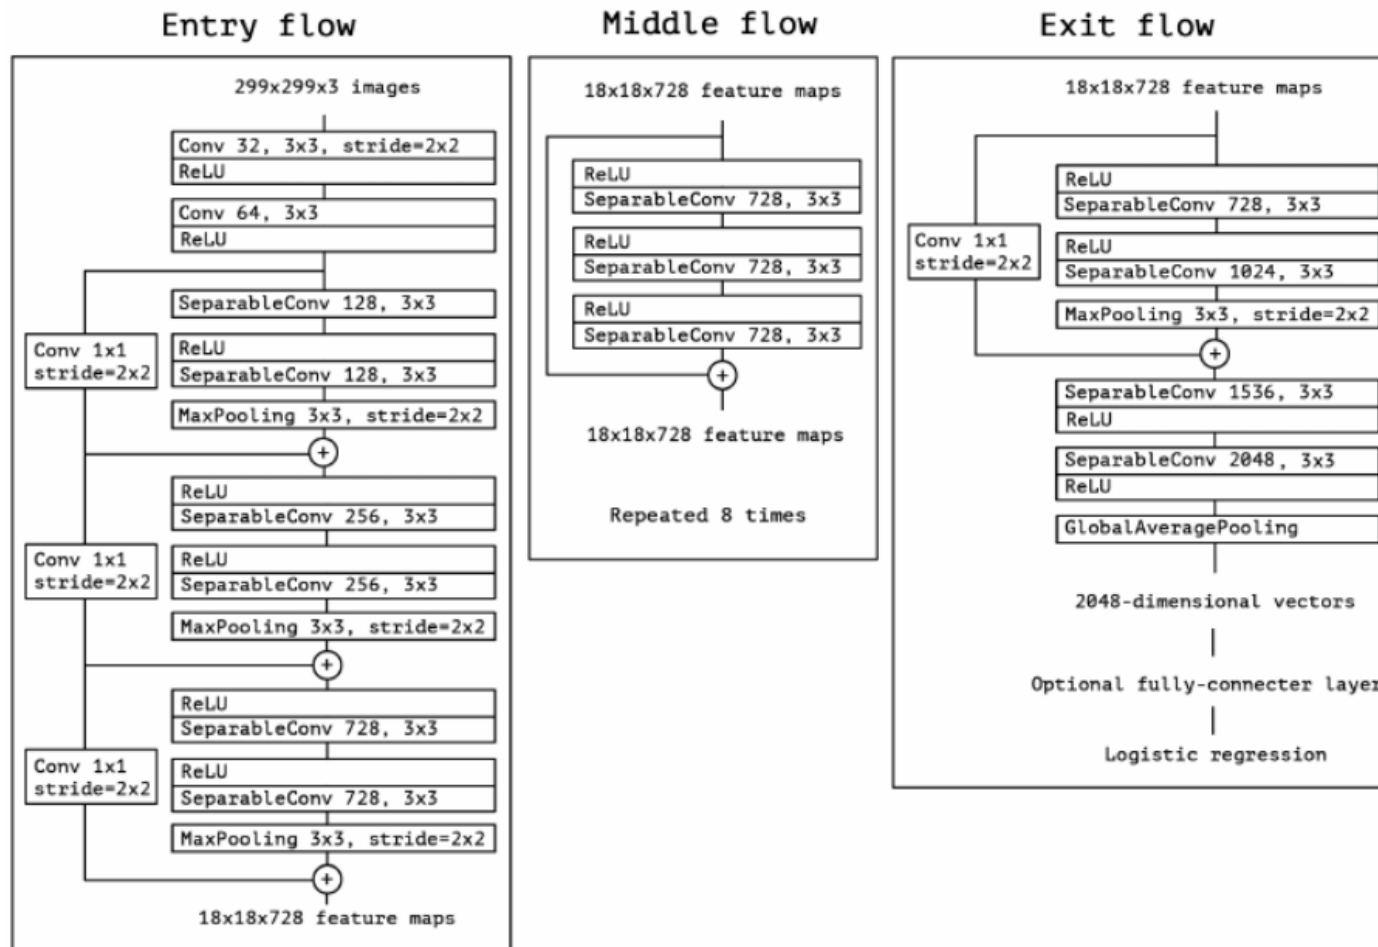 Entry flow
299x299x3 images
Conv 32, 3x3, stride=2x2
ReLU
Conv 64, 3x3
ReLU
SeparableConv 128, 3x3
Conv 1x1
stride=2x2
ReLU
SeparableConv 128, 3x3
MaxPooling 3x3, stride=2x2
+
ReLU
SeparableConv 256, 3x3
Conv 1x1
stride=2x2
ReLU
SeparableConv 256, 3x3
MaxPooling 3x3, stride=2x2
+
ReLU
SeparableConv 728, 3x3
Conv 1x1
stride=2x2
ReLU
SeparableConv 728, 3x3
MaxPooling 3x3, stride=2x2
+
18x18x728 feature maps
Middle flow
18x18x728 feature maps
ReLU
SeparableConv 728, 3x3
ReLU
SeparableConv 728, 3x3
ReLU
SeparableConv 728, 3x3
+
18x18x728 feature maps
Repeated 8 times
Exit flow
18x18x728 feature maps
ReLU
SeparableConv 728, 3x3
Conv 1x1
stride=2x2
ReLU
SeparableConv 1024, 3x3
MaxPooling 3x3, stride=2x2
+
SeparableConv 1536, 3x3
ReLU
SeparableConv 2048, 3x3
ReLU
GlobalAveragePooling
2048-dimensional vectors
Optional fully-connecter layer
Logistic regression